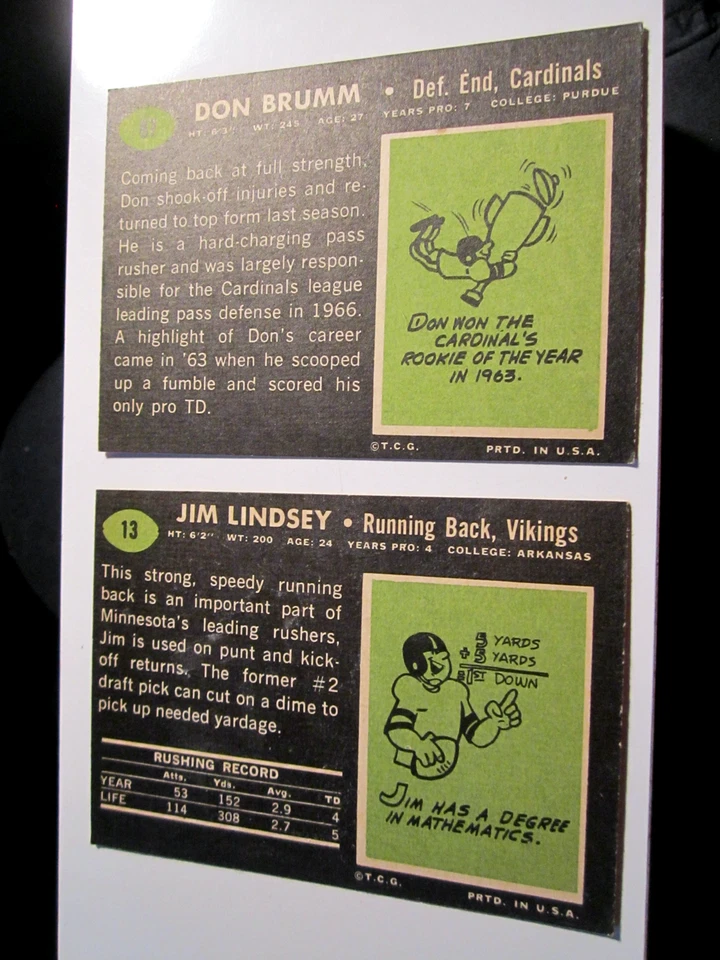 DON BRUMM • Def. End, Cardinals
HT: 6'3" WT: 245 AGE: 27 YEARS PRO: 7 COLLEGE: PURDUE
Coming back at full strength,
Don shook-off injuries and re-
turned to top form last season.
He is a hard-charging pass
rusher and was largely respon-
sible for the Cardinals league
leading pass defense in 1966.
A highlight of Don's career
came in '63 when he scooped
up a fumble and scored his
only pro TD.
DON WON THE
CARDINAL'S
ROOKIE OF THE YEAR
IN 1963.
©T.C.G. PRTD. IN U.S.A.
13 JIM LINDSEY • Running Back, Vikings
HT: 6'2" WT: 200 AGE: 24 YEARS PRO: 4 COLLEGE: ARKANSAS
This strong, speedy running
back is an important part of
Minnesota's leading rushers,
Jim is used on punt and kick-
off returns. The former #2
draft pick can cut on a dime to
pick up needed yardage.
RUSHING RECORD
Atts. Yds. Avg. TD
YEAR 53 152 2.9 4
LIFE 114 308 2.7 5
5 YARDS
+ 5 YARDS
1ST DOWN
JIM HAS A DEGREE
IN MATHEMATICS.
©T.C.G. PRTD. IN U.S.A.